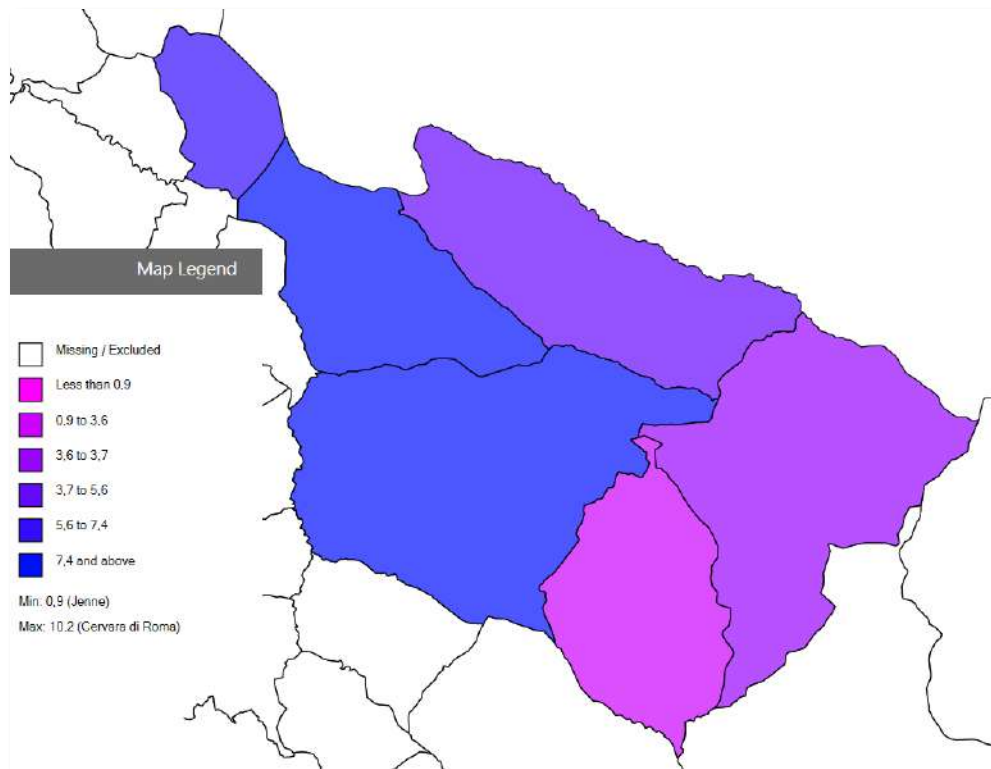 Map Legend
Missing / Excluded
Less than 0.9
0.9 to 3.6
3,6 to 3,7
3,7 to 5,6
5,6 to 7,4
7,4 and above
Min: 0,9 (Jenne)
Max: 10.2 (Cervara di Roma)